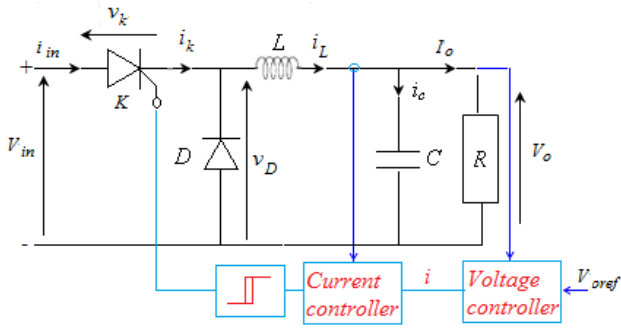 v_k
i_in
i_k
L
i_L
I_o
+
K
i_c
V_in
D
v_D
C
R
V_o
-
Current
controller
i
Voltage
controller
V_oref